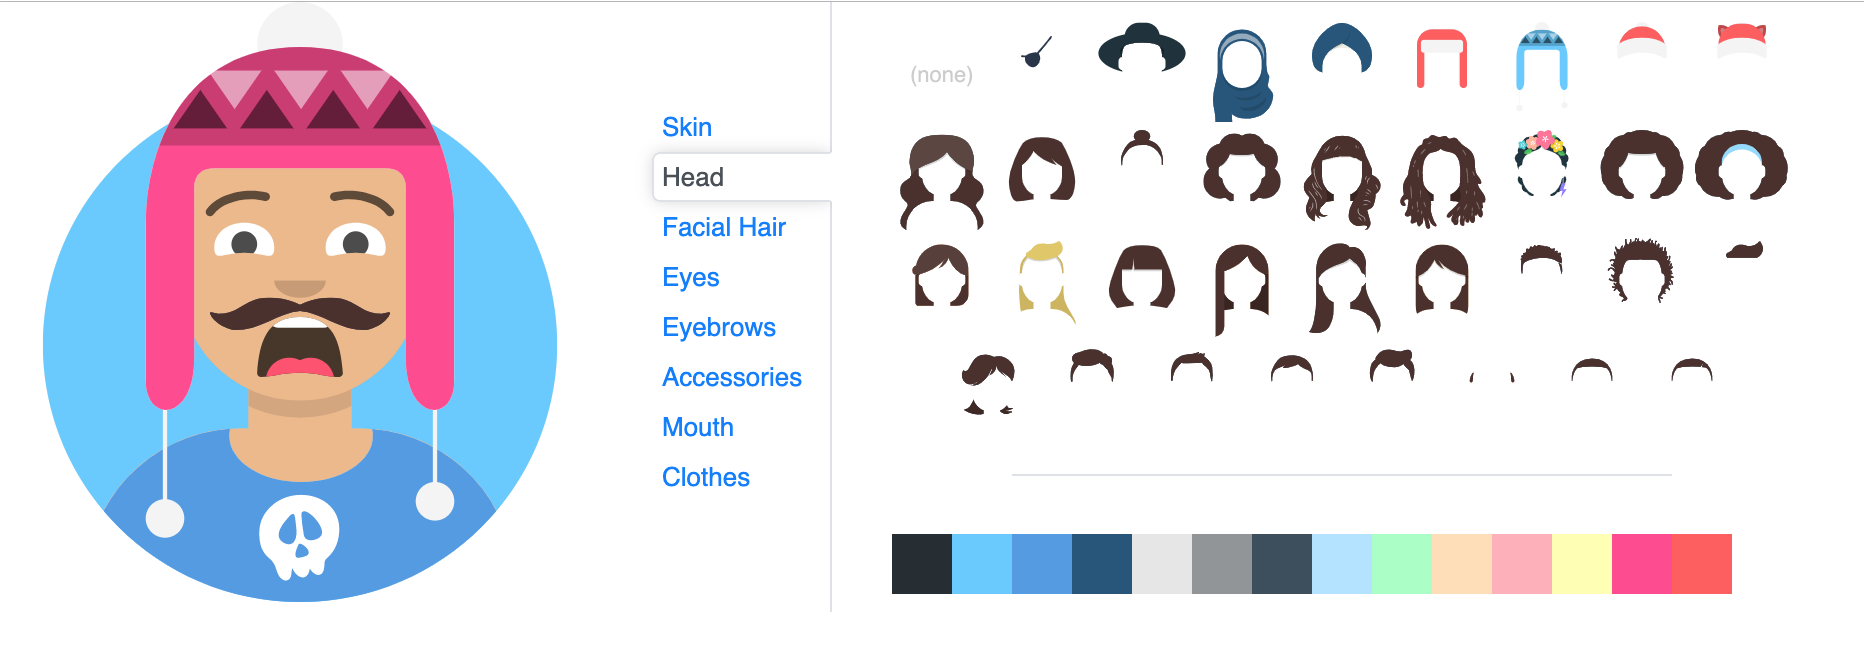 Skin
Head
Facial Hair
Eyes
Eyebrows
Accessories
Mouth
Clothes
(none)